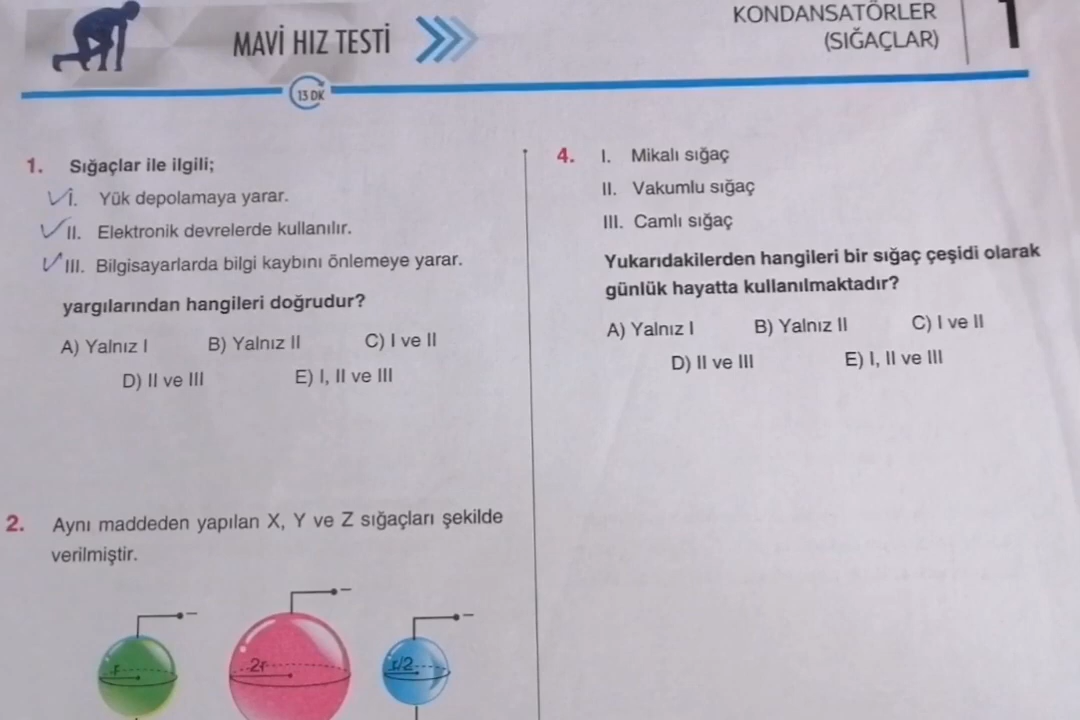 MAVİ HIZ TESTİ
KONDANSATÖRLER
(SIĞAÇLAR)
1
13 DK
1. Sığaçlar ile ilgili;
I. Yük depolamaya yarar.
II. Elektronik devrelerde kullanılır.
III. Bilgisayarlarda bilgi kaybını önlemeye yarar.
yargılarından hangileri doğrudur?
A) Yalnız I B) Yalnız II C) I ve II
D) II ve III E) I, II ve III
2. Aynı maddeden yapılan X, Y ve Z sığaçları şekilde
verilmiştir.
r
2r
r/2
4. I. Mikalı sığaç
II. Vakumlu sığaç
III. Camlı sığaç
Yukarıdakilerden hangileri bir sığaç çeşidi olarak
günlük hayatta kullanılmaktadır?
A) Yalnız I B) Yalnız II C) I ve II
D) II ve III E) I, II ve III